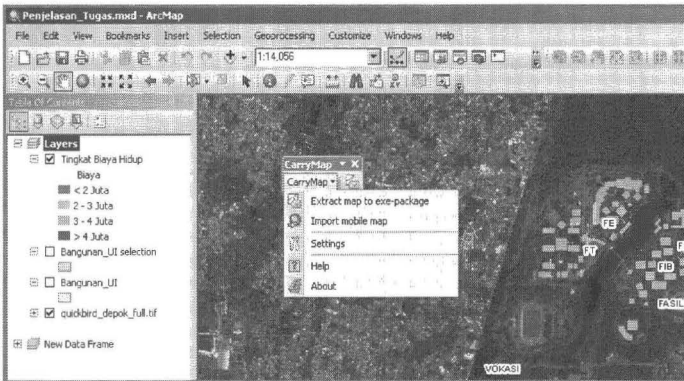 Penjelasan_Tugas.mxd - ArcMap
File Edit View Bookmarks Insert Selection Geoprocessing Customize Windows Help
1:14,056
Table Of Contents
Layers
Tingkat Biaya Hidup
Biaya
< 2 Juta
2 - 3 Juta
3 - 4 Juta
> 4 Juta
Bangunan_UI selection
Bangunan_UI
quickbird_depok_full.tif
New Data Frame
CarryMap
CarryMap
Extract map to exe-package
Import mobile map
Settings
Help
About
FE
FT
FIB
FASIL
VOKASI